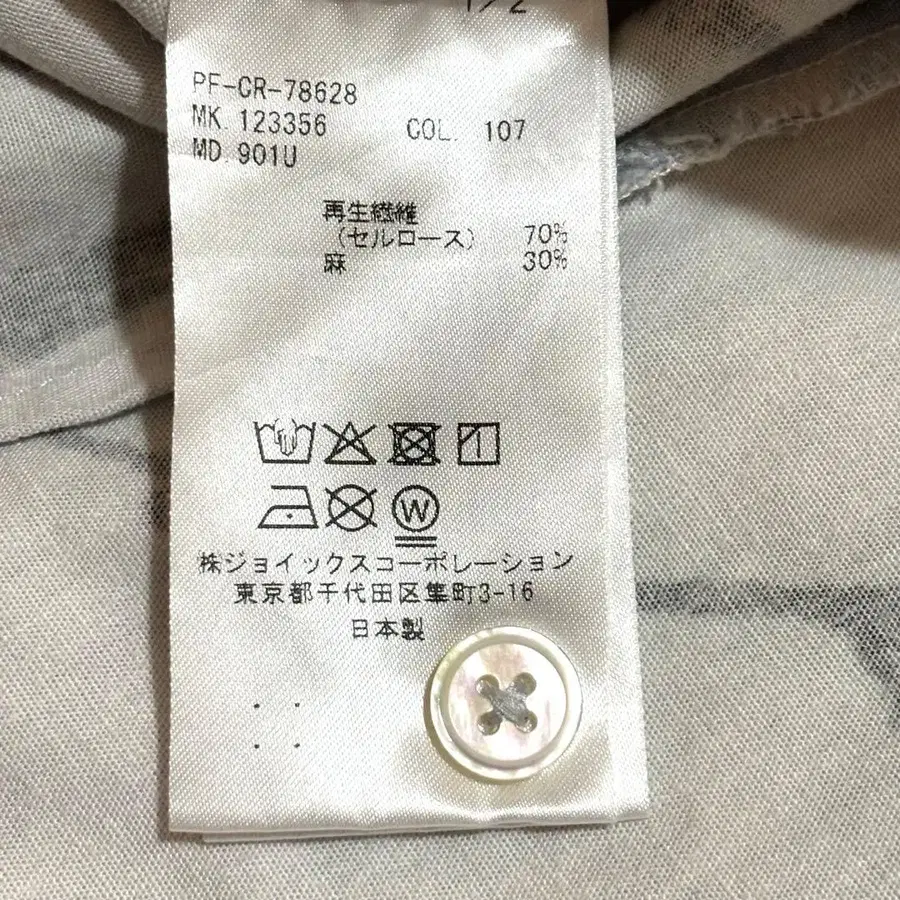 1/2
PF-CR-78628
MK. 123356 COL. 107
MD. 901U
再生繊維
（セルロース） 70%
麻 30%
W
㈱ジョイックスコーポレーション
東京都千代田区隼町3-16
日本製